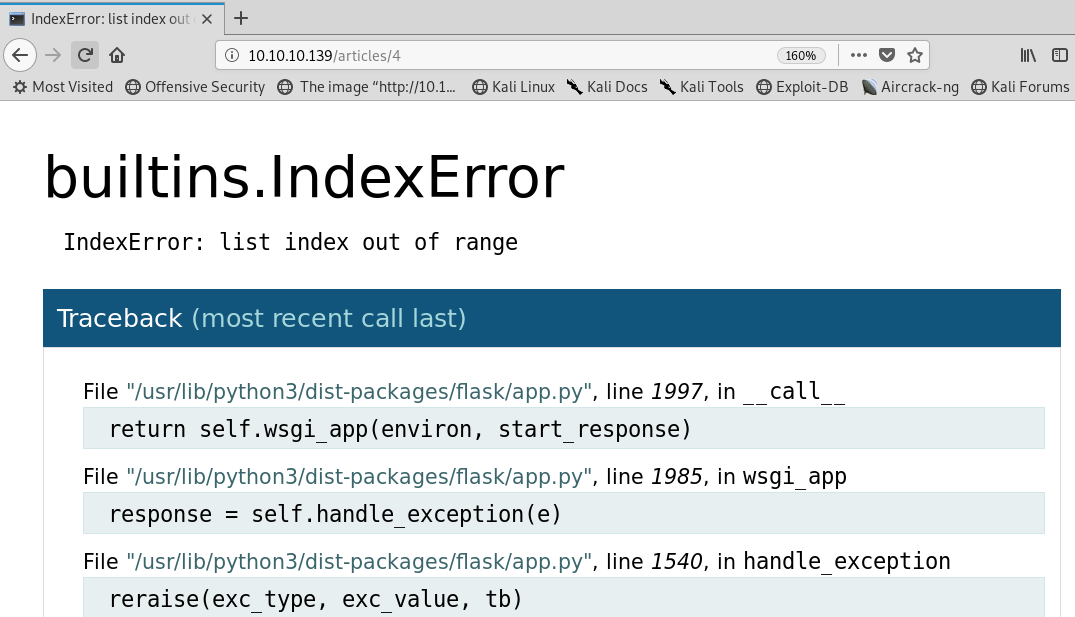 IndexError: list index out
10.10.10.139/articles/4
160%
Most Visited Offensive Security The image “http://10.1... Kali Linux Kali Docs Kali Tools Exploit-DB Aircrack-ng Kali Forums
builtins.IndexError
IndexError: list index out of range
Traceback (most recent call last)
File "/usr/lib/python3/dist-packages/flask/app.py", line 1997, in __call__
return self.wsgi_app(environ, start_response)
File "/usr/lib/python3/dist-packages/flask/app.py", line 1985, in wsgi_app
response = self.handle_exception(e)
File "/usr/lib/python3/dist-packages/flask/app.py", line 1540, in handle_exception
reraise(exc_type, exc_value, tb)